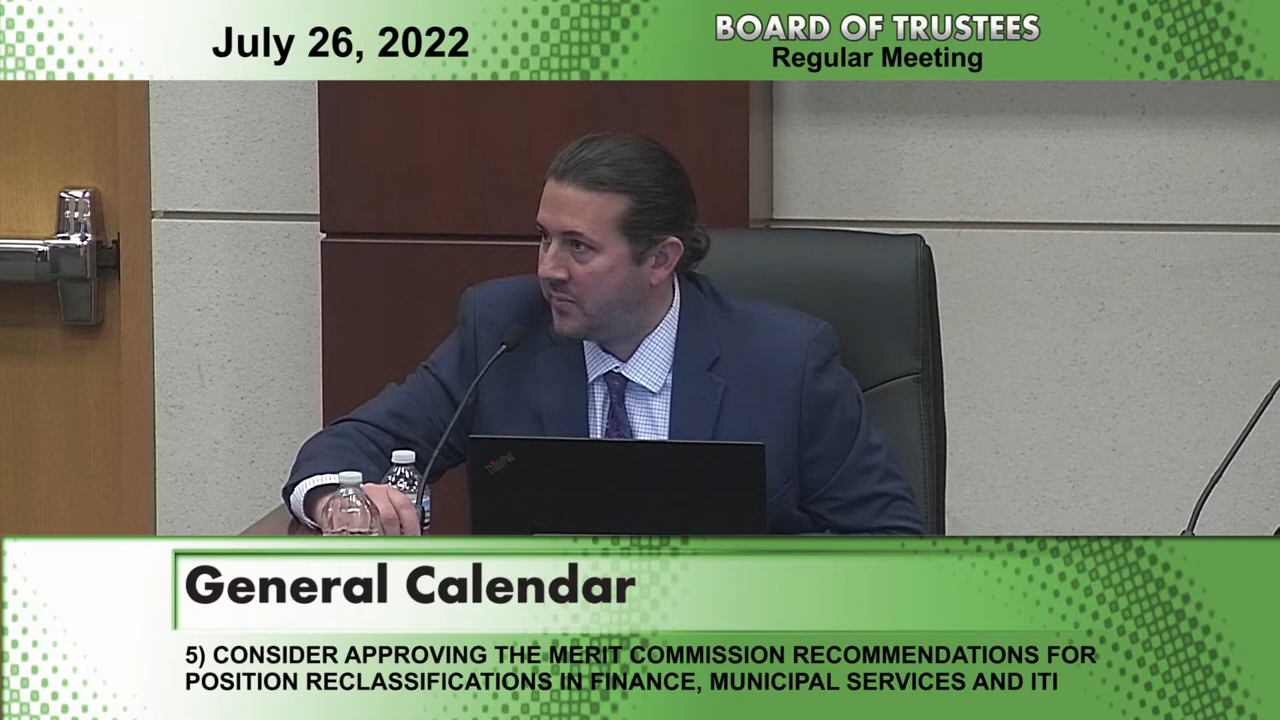 July 26, 2022
BOARD OF TRUSTEES
Regular Meeting
ThinkPad
General Calendar
5) CONSIDER APPROVING THE MERIT COMMISSION RECOMMENDATIONS FOR
POSITION RECLASSIFICATIONS IN FINANCE, MUNICIPAL SERVICES AND ITI